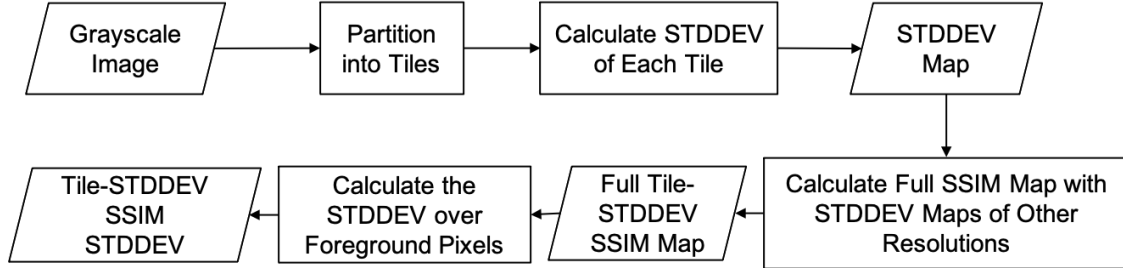 Grayscale
Image
Partition
into Tiles
Calculate STDDEV
of Each Tile
STDDEV
Map
Calculate Full SSIM Map with
STDDEV Maps of Other
Resolutions
Full Tile-
STDDEV
SSIM Map
Calculate the
STDDEV over
Foreground Pixels
Tile-STDDEV
SSIM
STDDEV